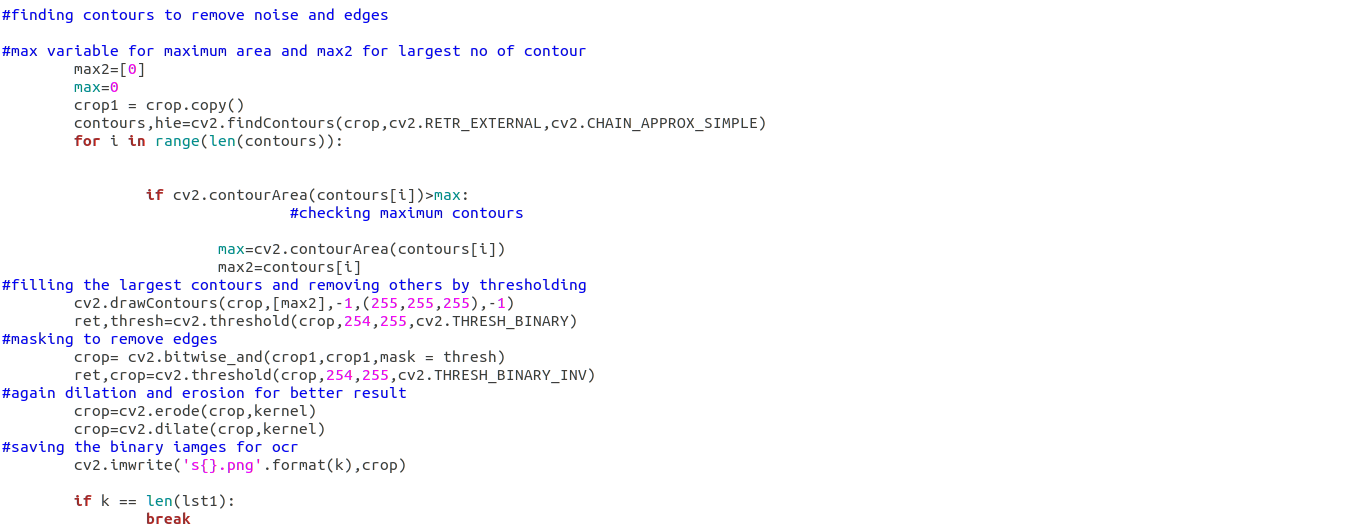 #finding contours to remove noise and edges
#max variable for maximum area and max2 for largest no of contour
max2=[0]
max=0
crop1 = crop.copy()
contours,hie=cv2.findContours(crop,cv2.RETR_EXTERNAL,cv2.CHAIN_APPROX_SIMPLE)
for i in range(len(contours)):
if cv2.contourArea(contours[i])>max:
#checking maximum contours
max=cv2.contourArea(contours[i])
max2=contours[i]
#filling the largest contours and removing others by thresholding
cv2.drawContours(crop,[max2],-1,(255,255,255),-1)
ret,thresh=cv2.threshold(crop,254,255,cv2.THRESH_BINARY)
#masking to remove edges
crop= cv2.bitwise_and(crop1,crop1,mask = thresh)
ret,crop=cv2.threshold(crop,254,255,cv2.THRESH_BINARY_INV)
#again dilation and erosion for better result
crop=cv2.erode(crop,kernel)
crop=cv2.dilate(crop,kernel)
#saving the binary iamges for ocr
cv2.imwrite('s{}.png'.format(k),crop)
if k == len(lst1):
break